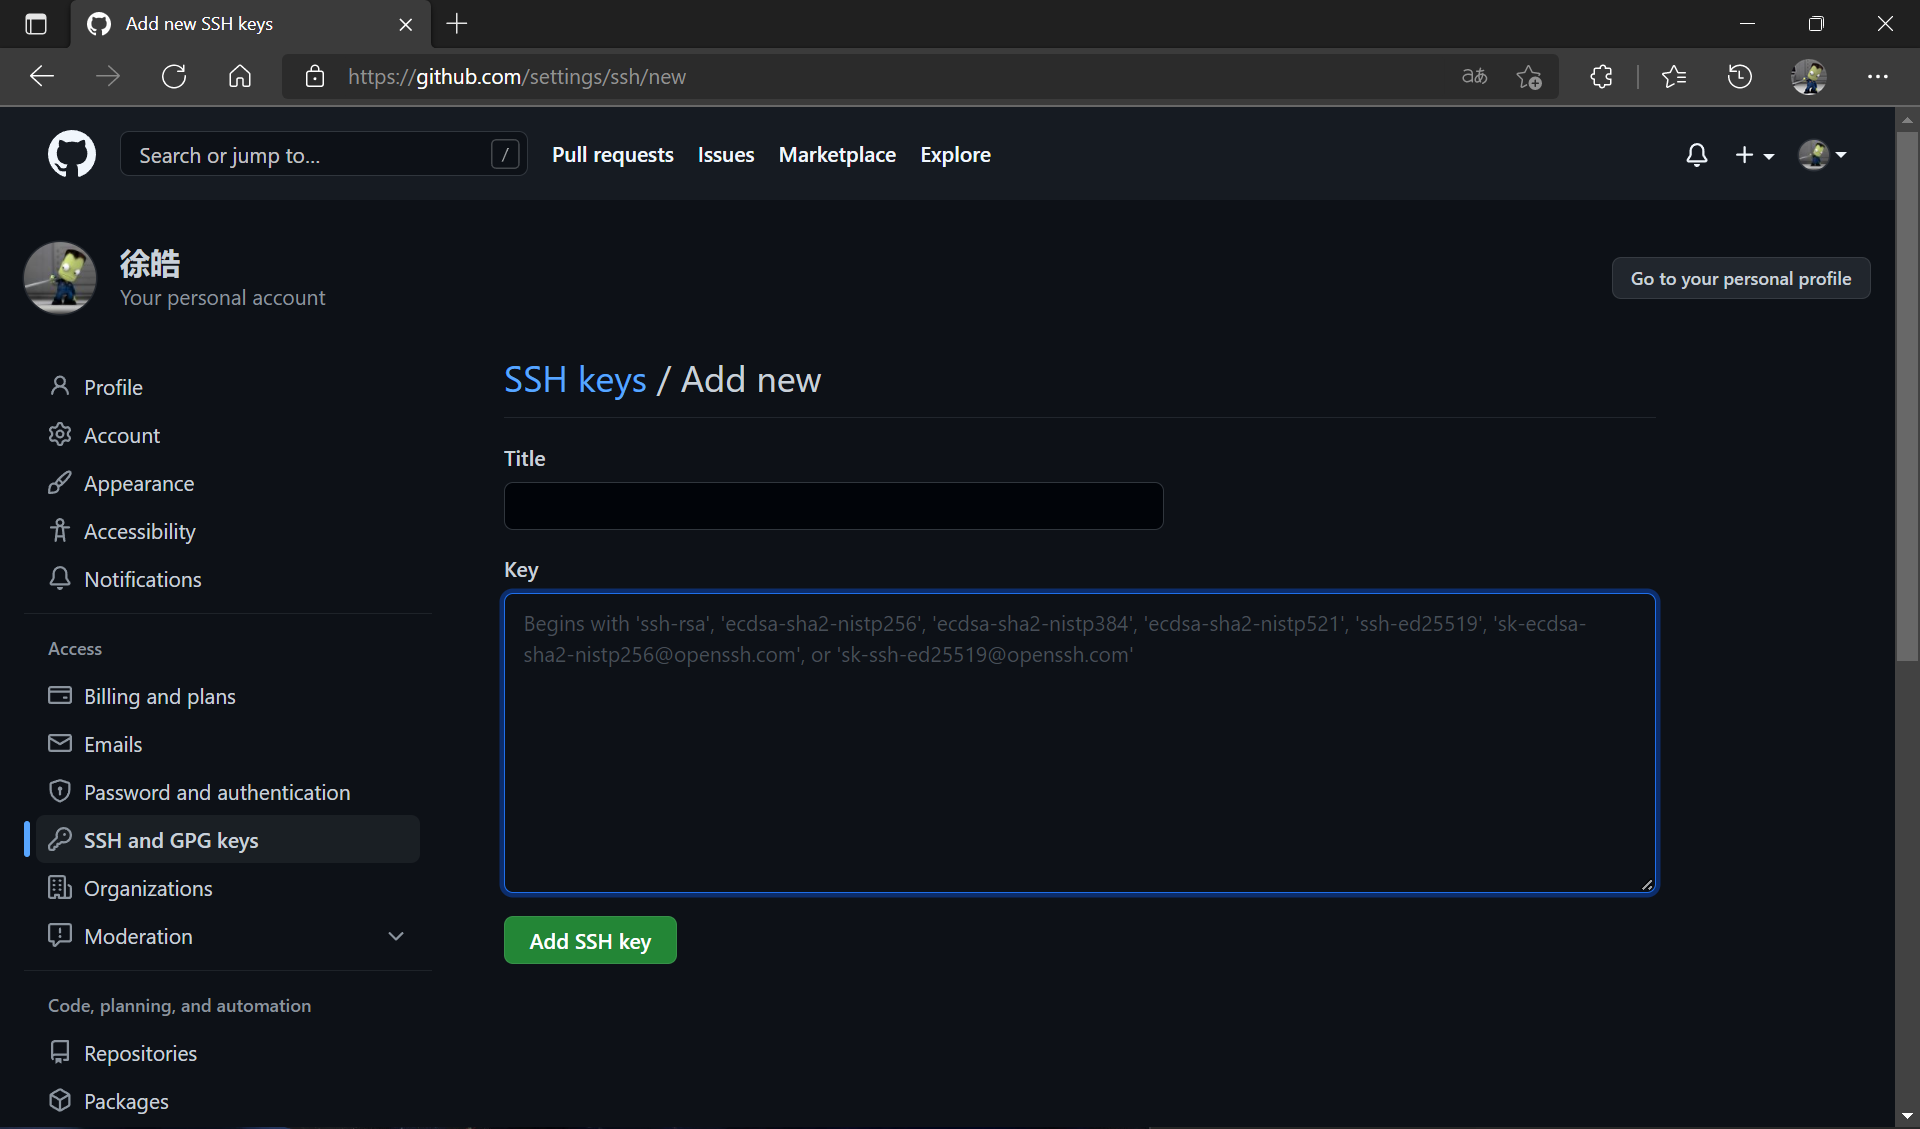 Add new SSH keys
https://github.com/settings/ssh/new
aあ
Search or jump to... /
Pull requests Issues Marketplace Explore
徐皓
Your personal account
Go to your personal profile
Profile
Account
Appearance
Accessibility
Notifications
Access
Billing and plans
Emails
Password and authentication
SSH and GPG keys
Organizations
Moderation
Code, planning, and automation
Repositories
Packages
SSH keys / Add new
Title
Key
Begins with 'ssh-rsa', 'ecdsa-sha2-nistp256', 'ecdsa-sha2-nistp384', 'ecdsa-sha2-nistp521', 'ssh-ed25519', 'sk-ecdsa-
sha2-nistp256@openssh.com', or 'sk-ssh-ed25519@openssh.com'
Add SSH key